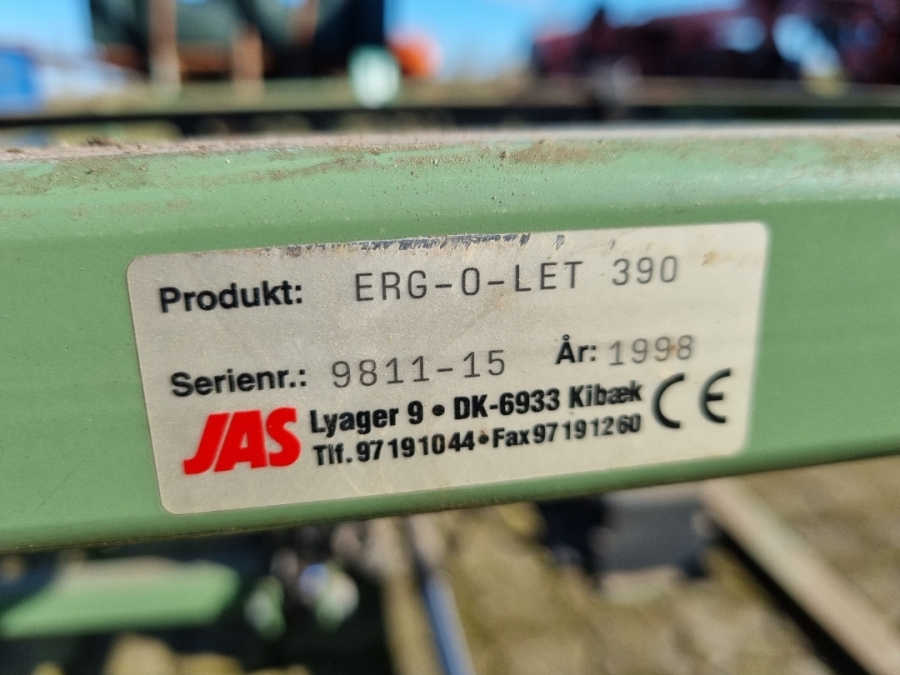 Produkt: ERG-O-LET 390
Serienr.: 9811-15 År: 1998
JAS Lyager 9 • DK-6933 Kibæk CE
Tlf. 97191044 • Fax 97191260